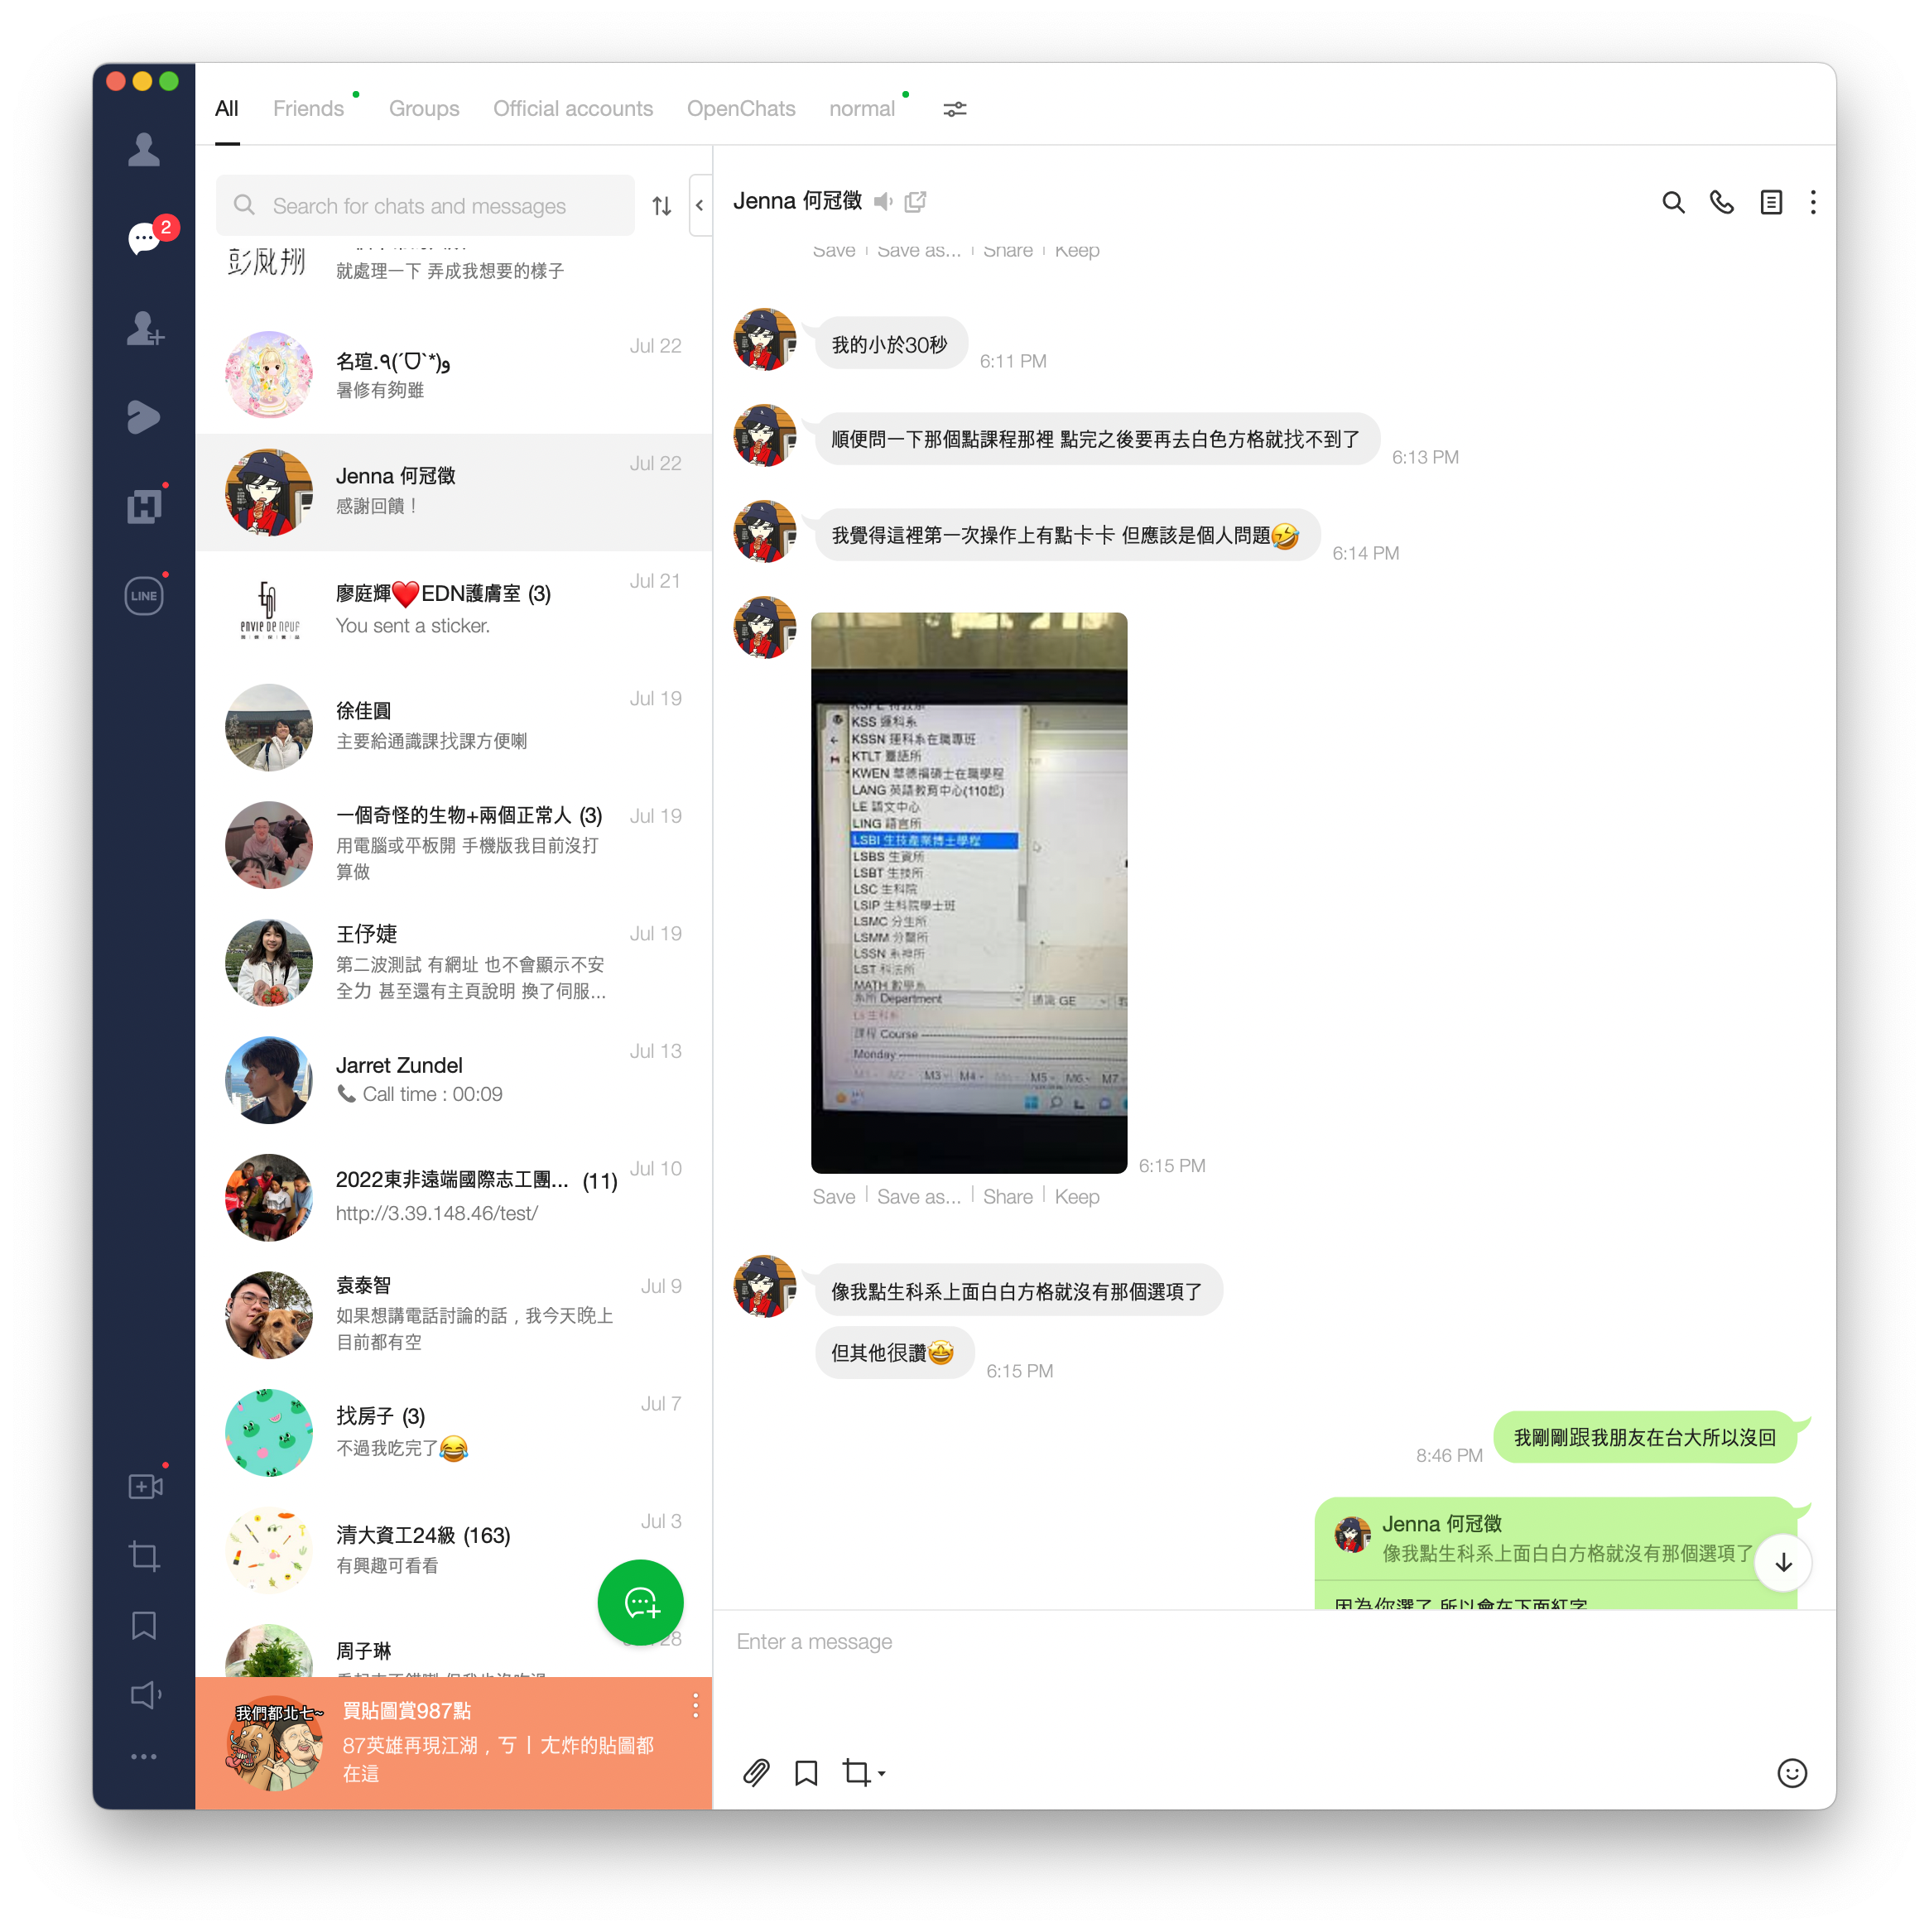 All
Friends
Groups
Official accounts
OpenChats
normal
2
Search for chats and messages
Jenna 何冠徵
彭威翔
就處理一下 弄成我想要的樣子
名瑄.٩(ˊᗜˋ*)و
Jul 22
暑修有夠雖
Jenna 何冠徵
Jul 22
感謝回饋！
envie de neuf
廖庭輝❤️EDN護膚室 (3)
Jul 21
You sent a sticker.
徐佳圓
Jul 19
主要給通識課找課方便喇
一個奇怪的生物+兩個正常人 (3)
Jul 19
用電腦或平板開 手機版我目前沒打
算做
王伃婕
Jul 19
第二波測試 有網址 也不會顯示不安
全为 甚至還有主頁說明 換了伺服...
Jarret Zundel
Jul 13
Call time : 00:09
2022東非遠端國際志工團... (11)
Jul 10
http://3.39.148.46/test/
袁泰智
Jul 9
如果想講電話討論的話，我今天晚上
目前都有空
找房子 (3)
Jul 7
不過我吃完了😂
清大資工24級 (163)
Jul 3
有興趣可看看
周子琳
28
我們都北七~
買貼圖賞987點
87英雄再現江湖，ㄎㄧㄤ炸的貼圖都
在這
LINE
Save
Save as...
Share
Keep
我的小於30秒
6:11 PM
順便問一下那個點課程那裡 點完之後要再去白色方格就找不到了
6:13 PM
我覺得這裡第一次操作上有點卡卡 但應該是個人問題🤣
6:14 PM
KSS 運科系
KSSN 運科系在職專班
KTLT 臺語所
KWEN 華德福碩士在職學程
LANG 英語教育中心(110起)
LE 語文中心
LING 語言所
LSBI 生技產業博士學程
LSBS 生資所
LSBT 生技所
LSC 生科院
LSIP 生科院學士班
LSMC 分生所
LSMM 分醫所
LSSN 系神所
LST 科法所
MATH 數學系
系所 Department
通識 GE
LS 生科系
課程 Course
Monday
M3
M4
M5
M6
M7
6:15 PM
Save
Save as...
Share
Keep
像我點生科系上面白白方格就沒有那個選項了
但其他很讚🤩
6:15 PM
我剛剛跟我朋友在台大所以沒回
8:46 PM
Jenna 何冠徵
像我點生科系上面白白方格就沒有那個選項了
因為你選了 所以會在下面紅字
Enter a message